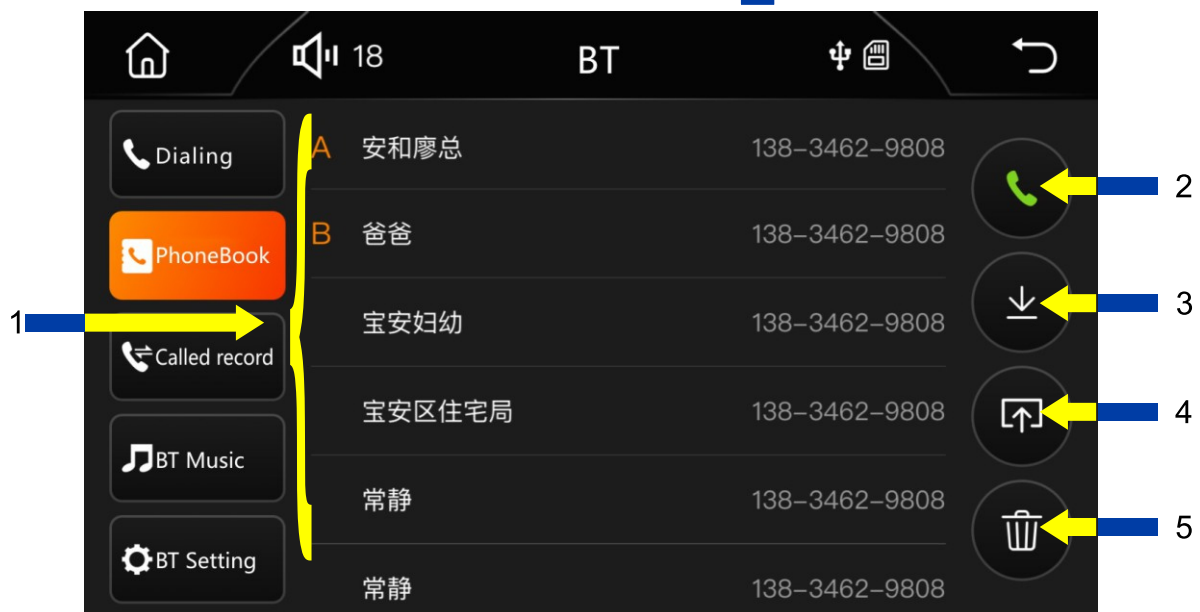 18 BT
Dialing
PhoneBook
Called record
BT Music
BT Setting
A 安和廖总 138-3462-9808
B 爸爸 138-3462-9808
宝安妇幼 138-3462-9808
宝安区住宅局 138-3462-9808
常静 138-3462-9808
常静 138-3462-9808
1
2
3
4
5